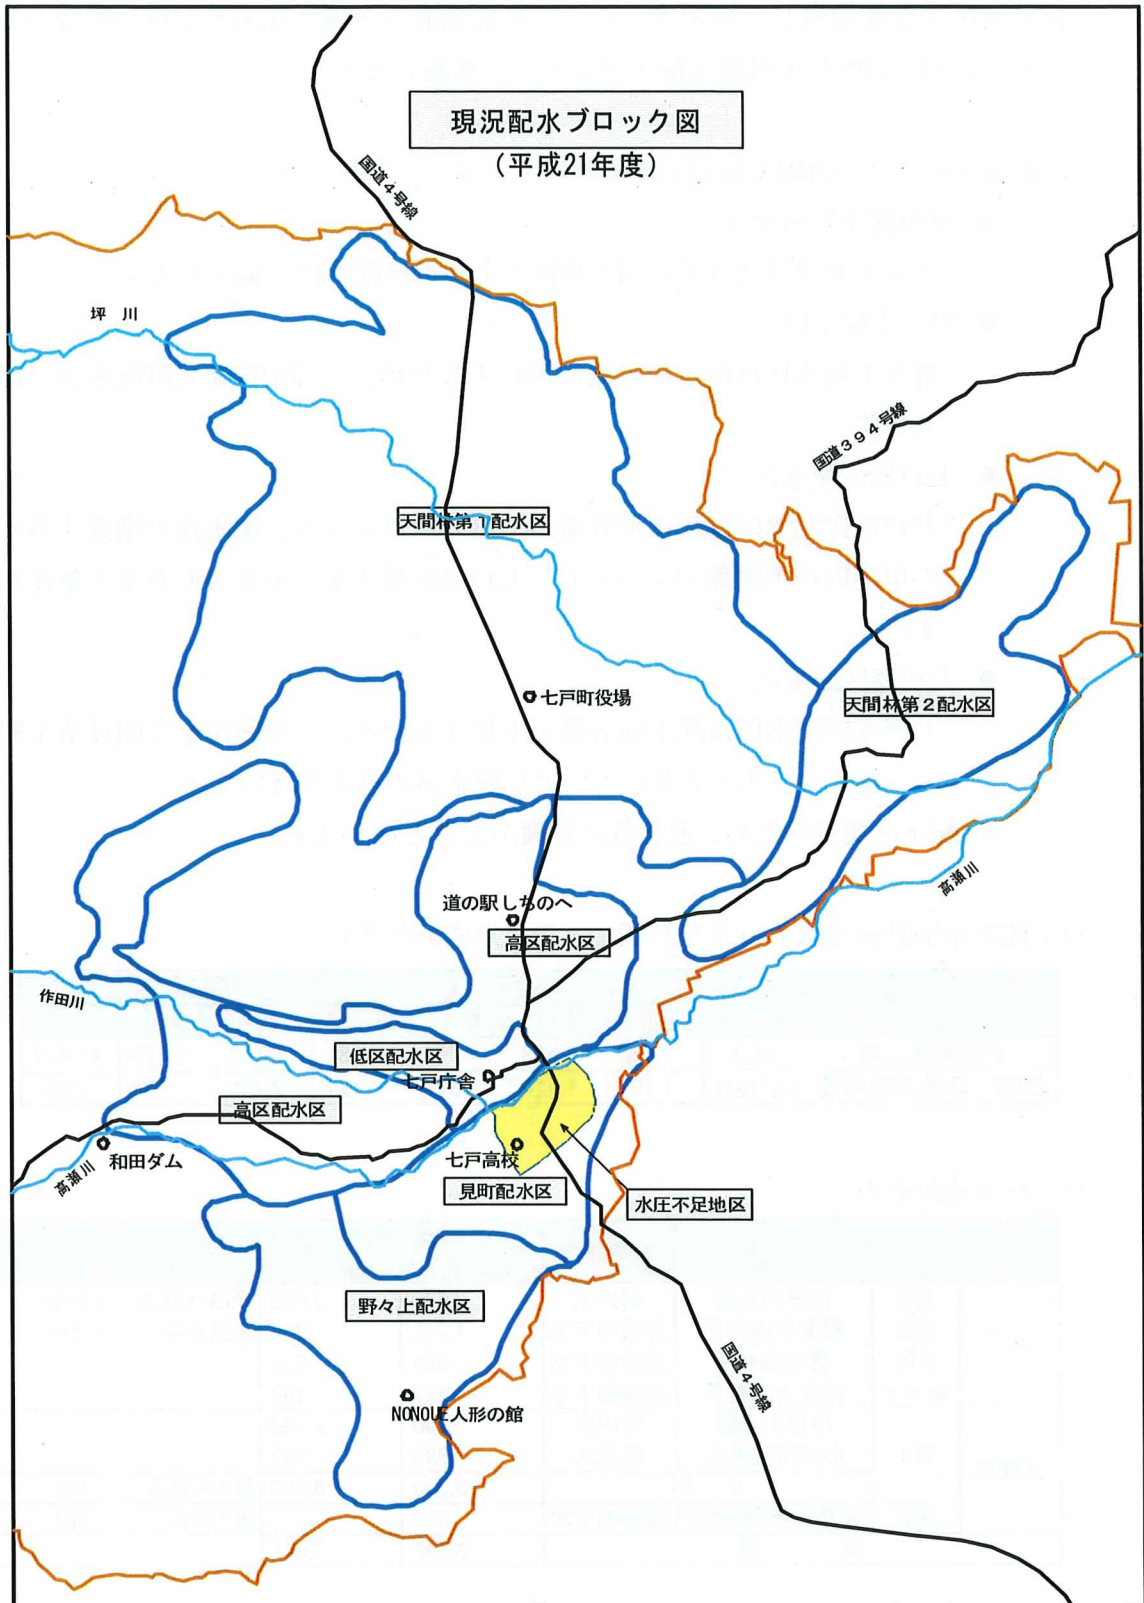 現況配水ブロック図
（平成21年度）
国道4号線
坪　川
国道394号線
天間林第1配水区
七戸町役場
天間林第2配水区
道の駅しちのへ
高瀬川
高区配水区
作田川
低区配水区
七戸庁舎
高区配水区
和田ダム
七戸高校
高瀬川
見町配水区
水圧不足地区
野々上配水区
国道4号線
NONOUE人形の館